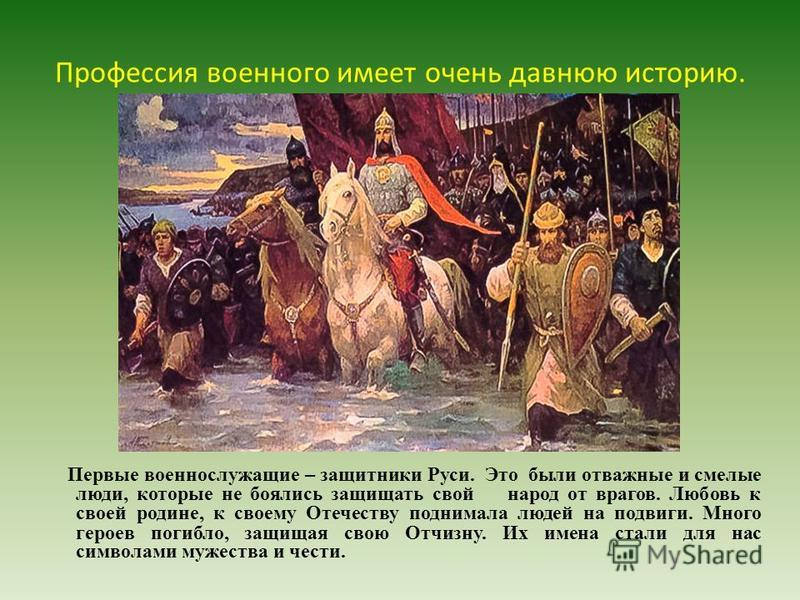 Профессия военного имеет очень давнюю историю.
Первые военнослужащие – защитники Руси. Это были отважные и смелые
люди, которые не боялись защищать свой народ от врагов. Любовь к
своей родине, к своему Отечеству поднимала людей на подвиги. Много
героев погибло, защищая свою Отчизну. Их имена стали для нас
символами мужества и чести.
MyShared